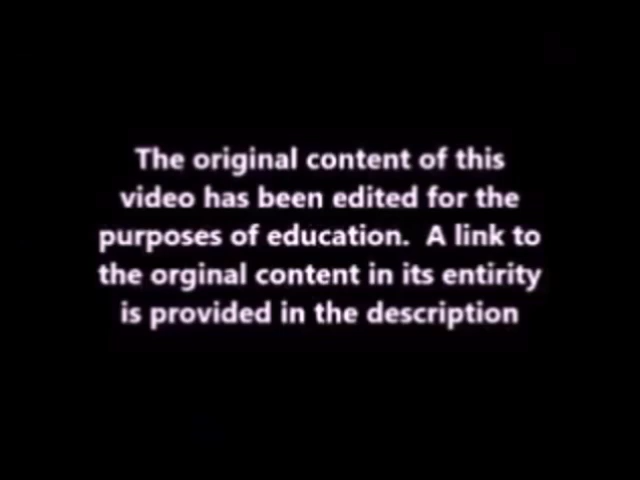 The original content of this
video has been edited for the
purposes of education.  A link to
the orginal content in its entirity
is provided in the description